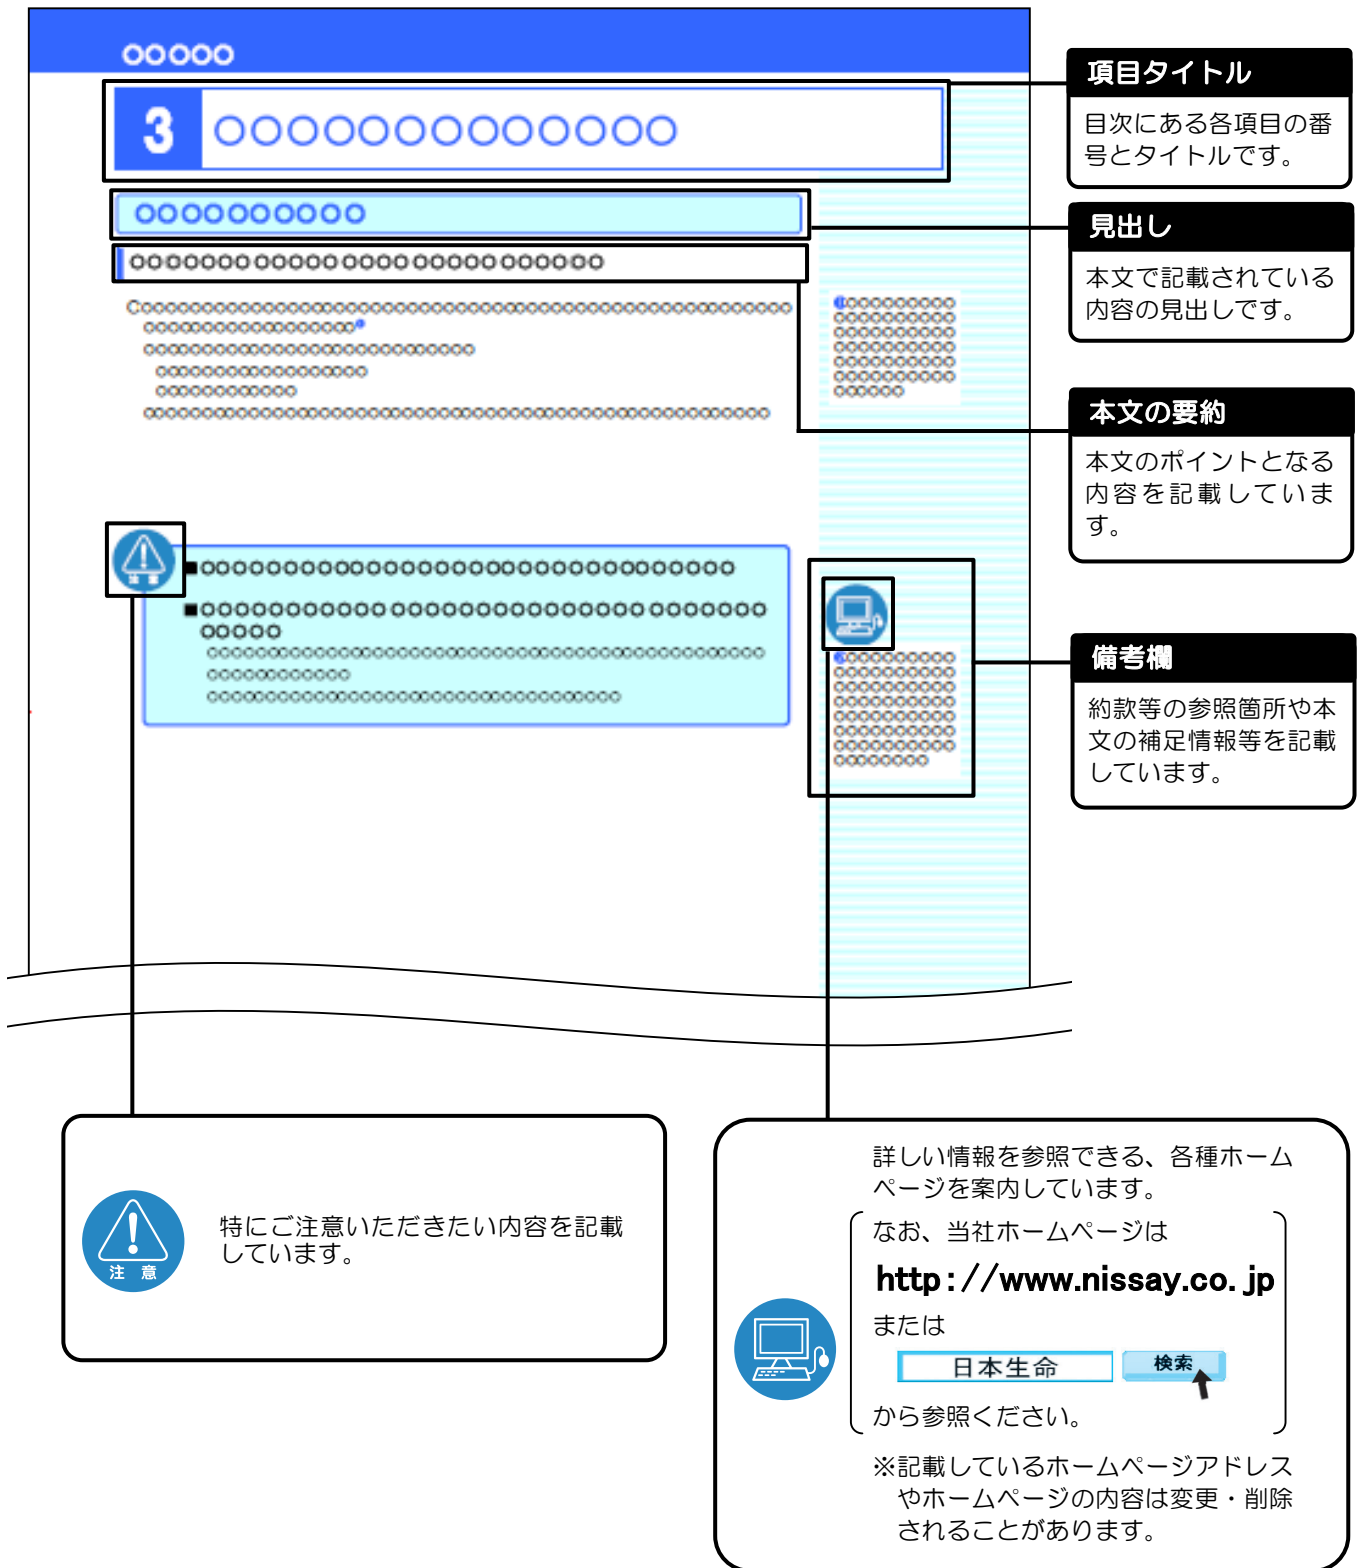 ○○○○○
3 ○○○○○○○○○○○○○
○○○○○○○○○○
項目タイトル
目次にある各項目の番
号とタイトルです。
見出し
本文で記載されている
内容の見出しです。
本文の要約
本文のポイントとなる
内容を記載していま
す。
備考欄
約款等の参照箇所や本
文の補足情報等を記載
しています。
注 意
特にご注意いただきたい内容を記載
しています。
詳しい情報を参照できる、各種ホーム
ページを案内しています。
なお、当社ホームページは
http://www.nissay.co.jp
または
日本生命 検索
から参照ください。
※記載しているホームページアドレス
やホームページの内容は変更・削除
されることがあります。